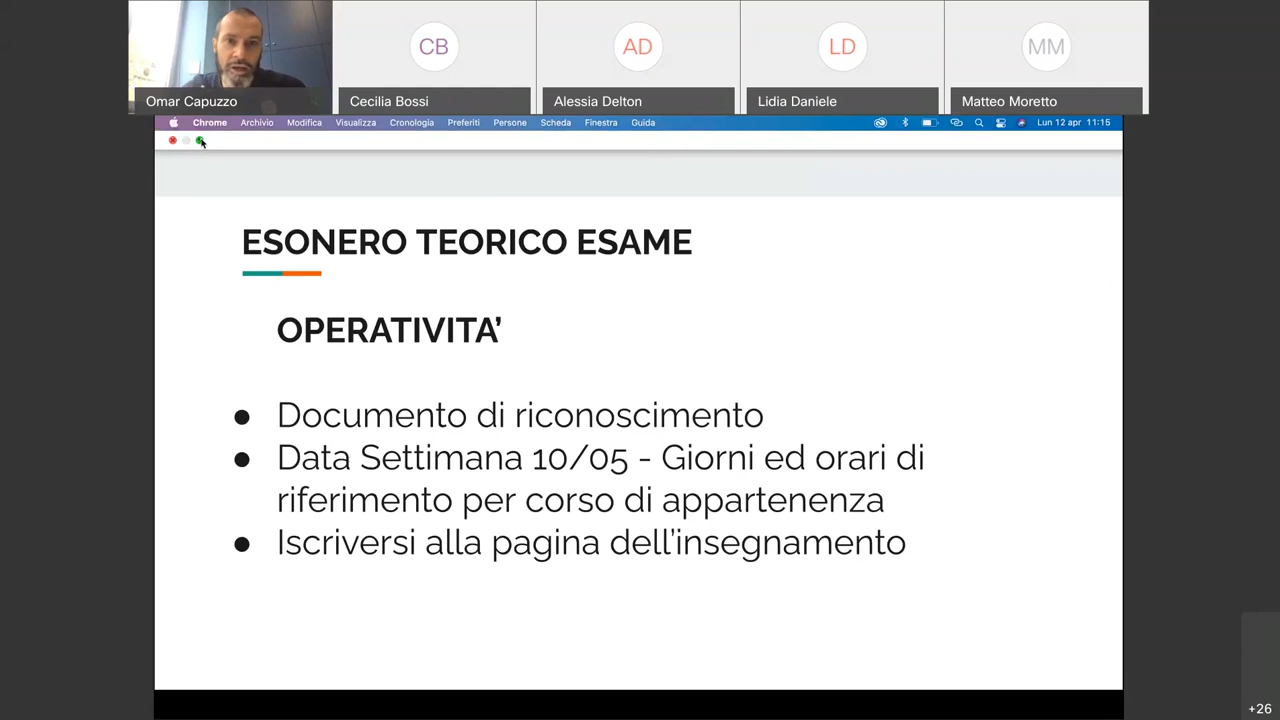 CB
AD
LD
MM
Omar Capuzzo
Cecilia Bossi
Alessia Delton
Lidia Daniele
Matteo Moretto
Chrome Archivio Modifica Visualizza Cronologia Preferiti Persone Scheda Finestra Guida Lun 12 apr 11:15
ESONERO TEORICO ESAME
OPERATIVITA’
● Documento di riconoscimento
● Data Settimana 10/05 - Giorni ed orari di
riferimento per corso di appartenenza
● Iscriversi alla pagina dell’insegnamento
+26